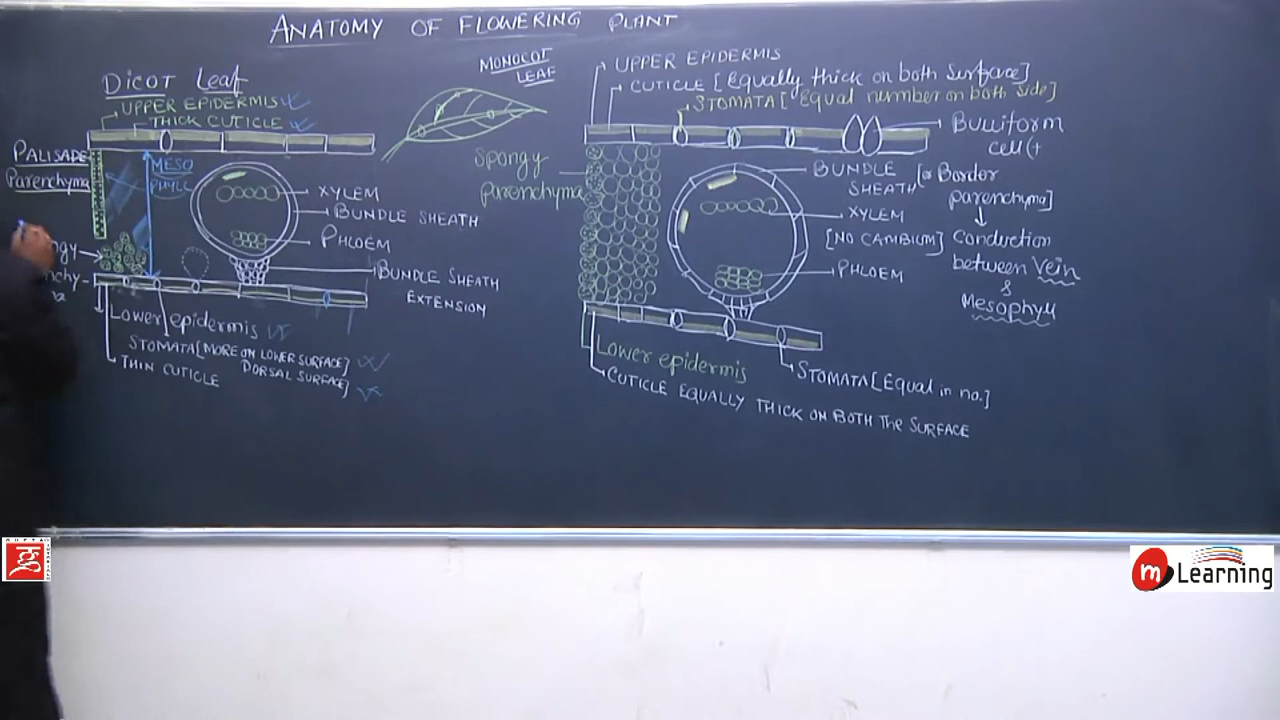 ANATOMY OF FLOWERING PLANT
DICOT Leaf
UPPER EPIDERMIS
THICK CUTICLE
PALISADE
Parenchyma
MESO
PHYLL
XYLEM
BUNDLE SHEATH
PHLOEM
BUNDLE SHEATH
EXTENSION
Lower epidermis
STOMATA [MORE ON LOWER SURFACE]
DORSAL SURFACE]
THIN CUTICLE
MONOCOT
LEAF
UPPER EPIDERMIS
CUTICLE [Equally thick on both Surface]
STOMATA [Equal number on both side]
Bulliform
cell (+
Spongy
parenchyma
BUNDLE
SHEATH
[or Border
parenchyma]
XYLEM
[NO CAMBIUM]
Conduction
between Vein
&
Mesophyll
PHLOEM
Lower epidermis
STOMATA [Equal in no.]
CUTICLE EQUALLY THICK ON BOTH THE SURFACE
m Learning